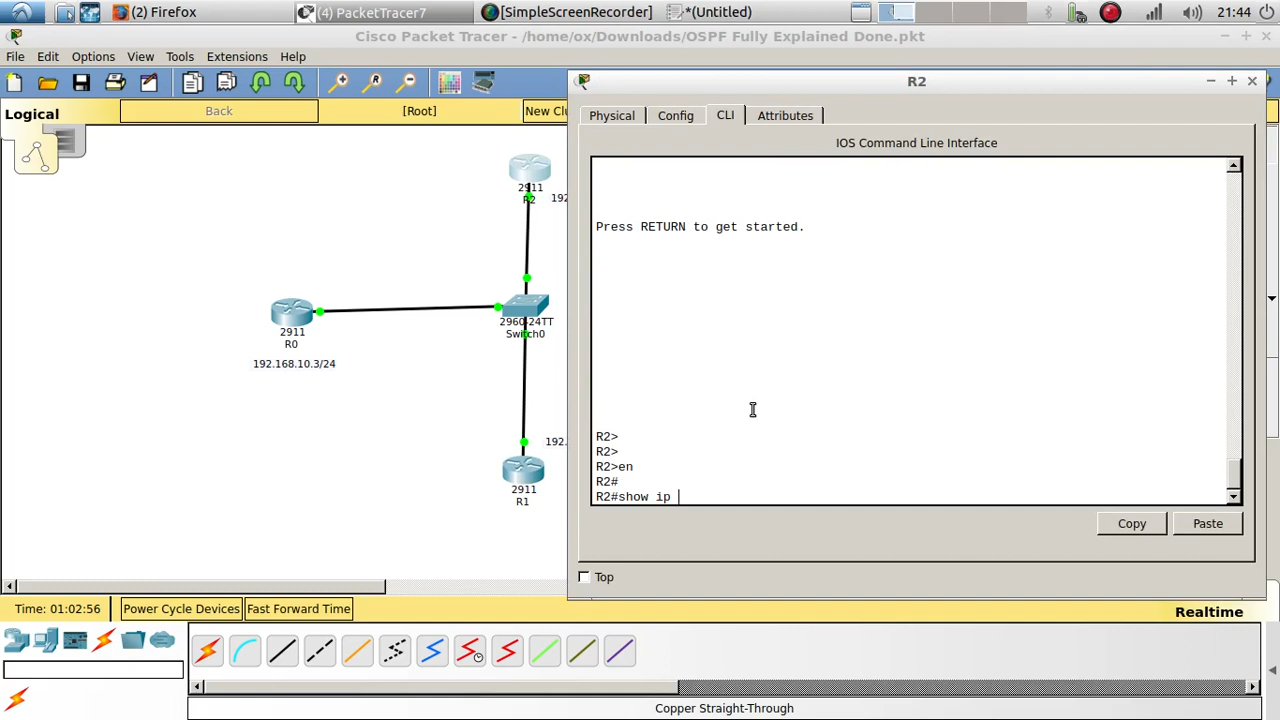 (2) Firefox
(4) PacketTracer7
[SimpleScreenRecorder]
*(Untitled)
21:44
Cisco Packet Tracer - /home/ox/Downloads/OSPF Fully Explained Done.pkt
File Edit Options View Tools Extensions Help
R2
Logical
Back
[Root]
New Clu
Physical Config CLI Attributes
IOS Command Line Interface
2911
R2
192
Press RETURN to get started.
2911
R0
192.168.10.3/24
2960-24TT
Switch0
192.
2911
R1
R2>
R2>
R2>en
R2#
R2#show ip
Copy
Paste
Top
Time: 01:02:56
Power Cycle Devices
Fast Forward Time
Realtime
Copper Straight-Through